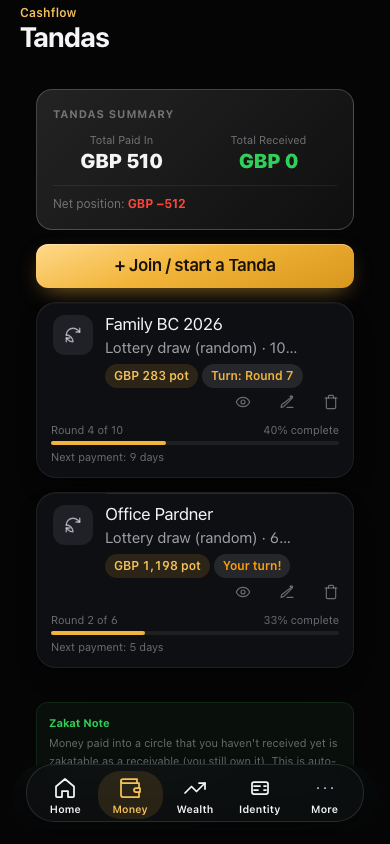 Cashflow
Tandas
TANDAS SUMMARY
Total Paid In
Total Received
GBP 510
GBP 0
Net position: GBP −512
+ Join / start a Tanda
Family BC 2026
Lottery draw (random) · 10...
GBP 283 pot
Turn: Round 7
Round 4 of 10
40% complete
Next payment: 9 days
Office Pardner
Lottery draw (random) · 6...
GBP 1,198 pot
Your turn!
Round 2 of 6
33% complete
Next payment: 5 days
Zakat Note
Money paid into a circle that you haven't received yet is
zakatable as a receivable (you still own it). This is auto-
Home
Money
Wealth
Identity
More